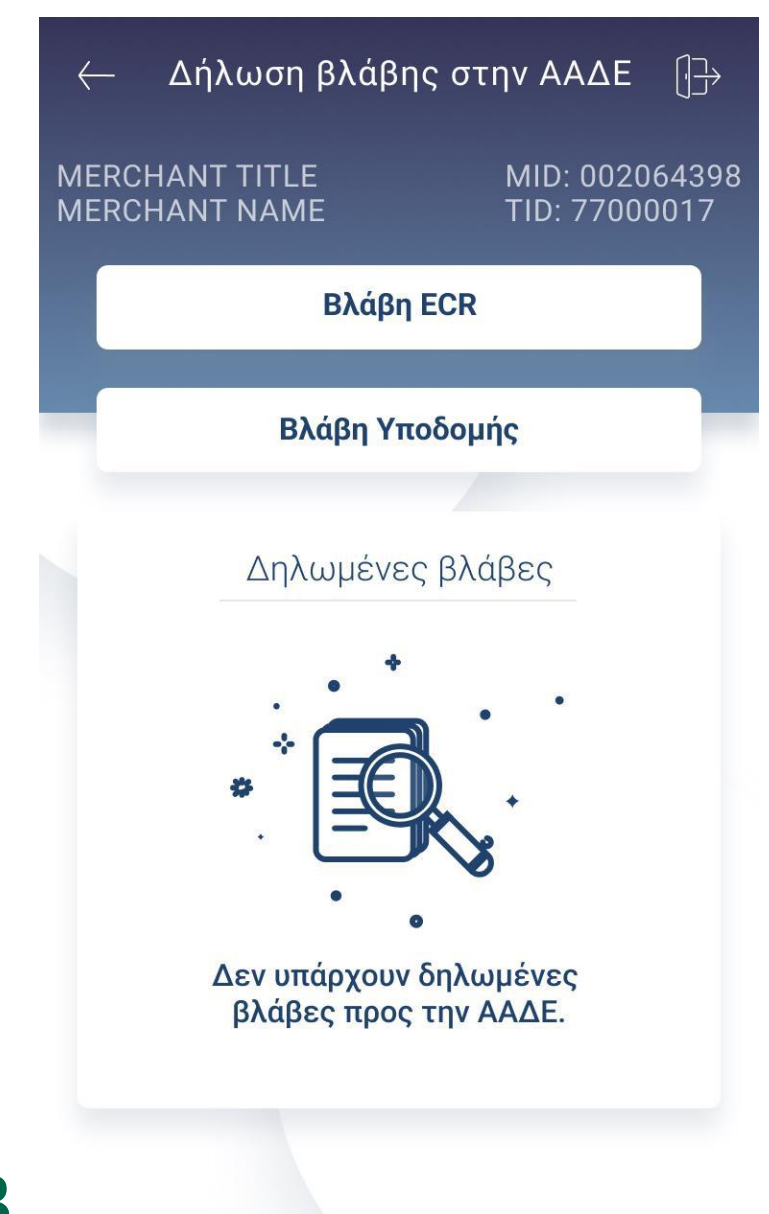 Δήλωση βλάβης στην ΑΑΔΕ
MERCHANT TITLE MID: 002064398
MERCHANT NAME TID: 77000017
Βλάβη ECR
Βλάβη Υποδομής
Δηλωμένες βλάβες
Δεν υπάρχουν δηλωμένες
βλάβες προς την ΑΑΔΕ.